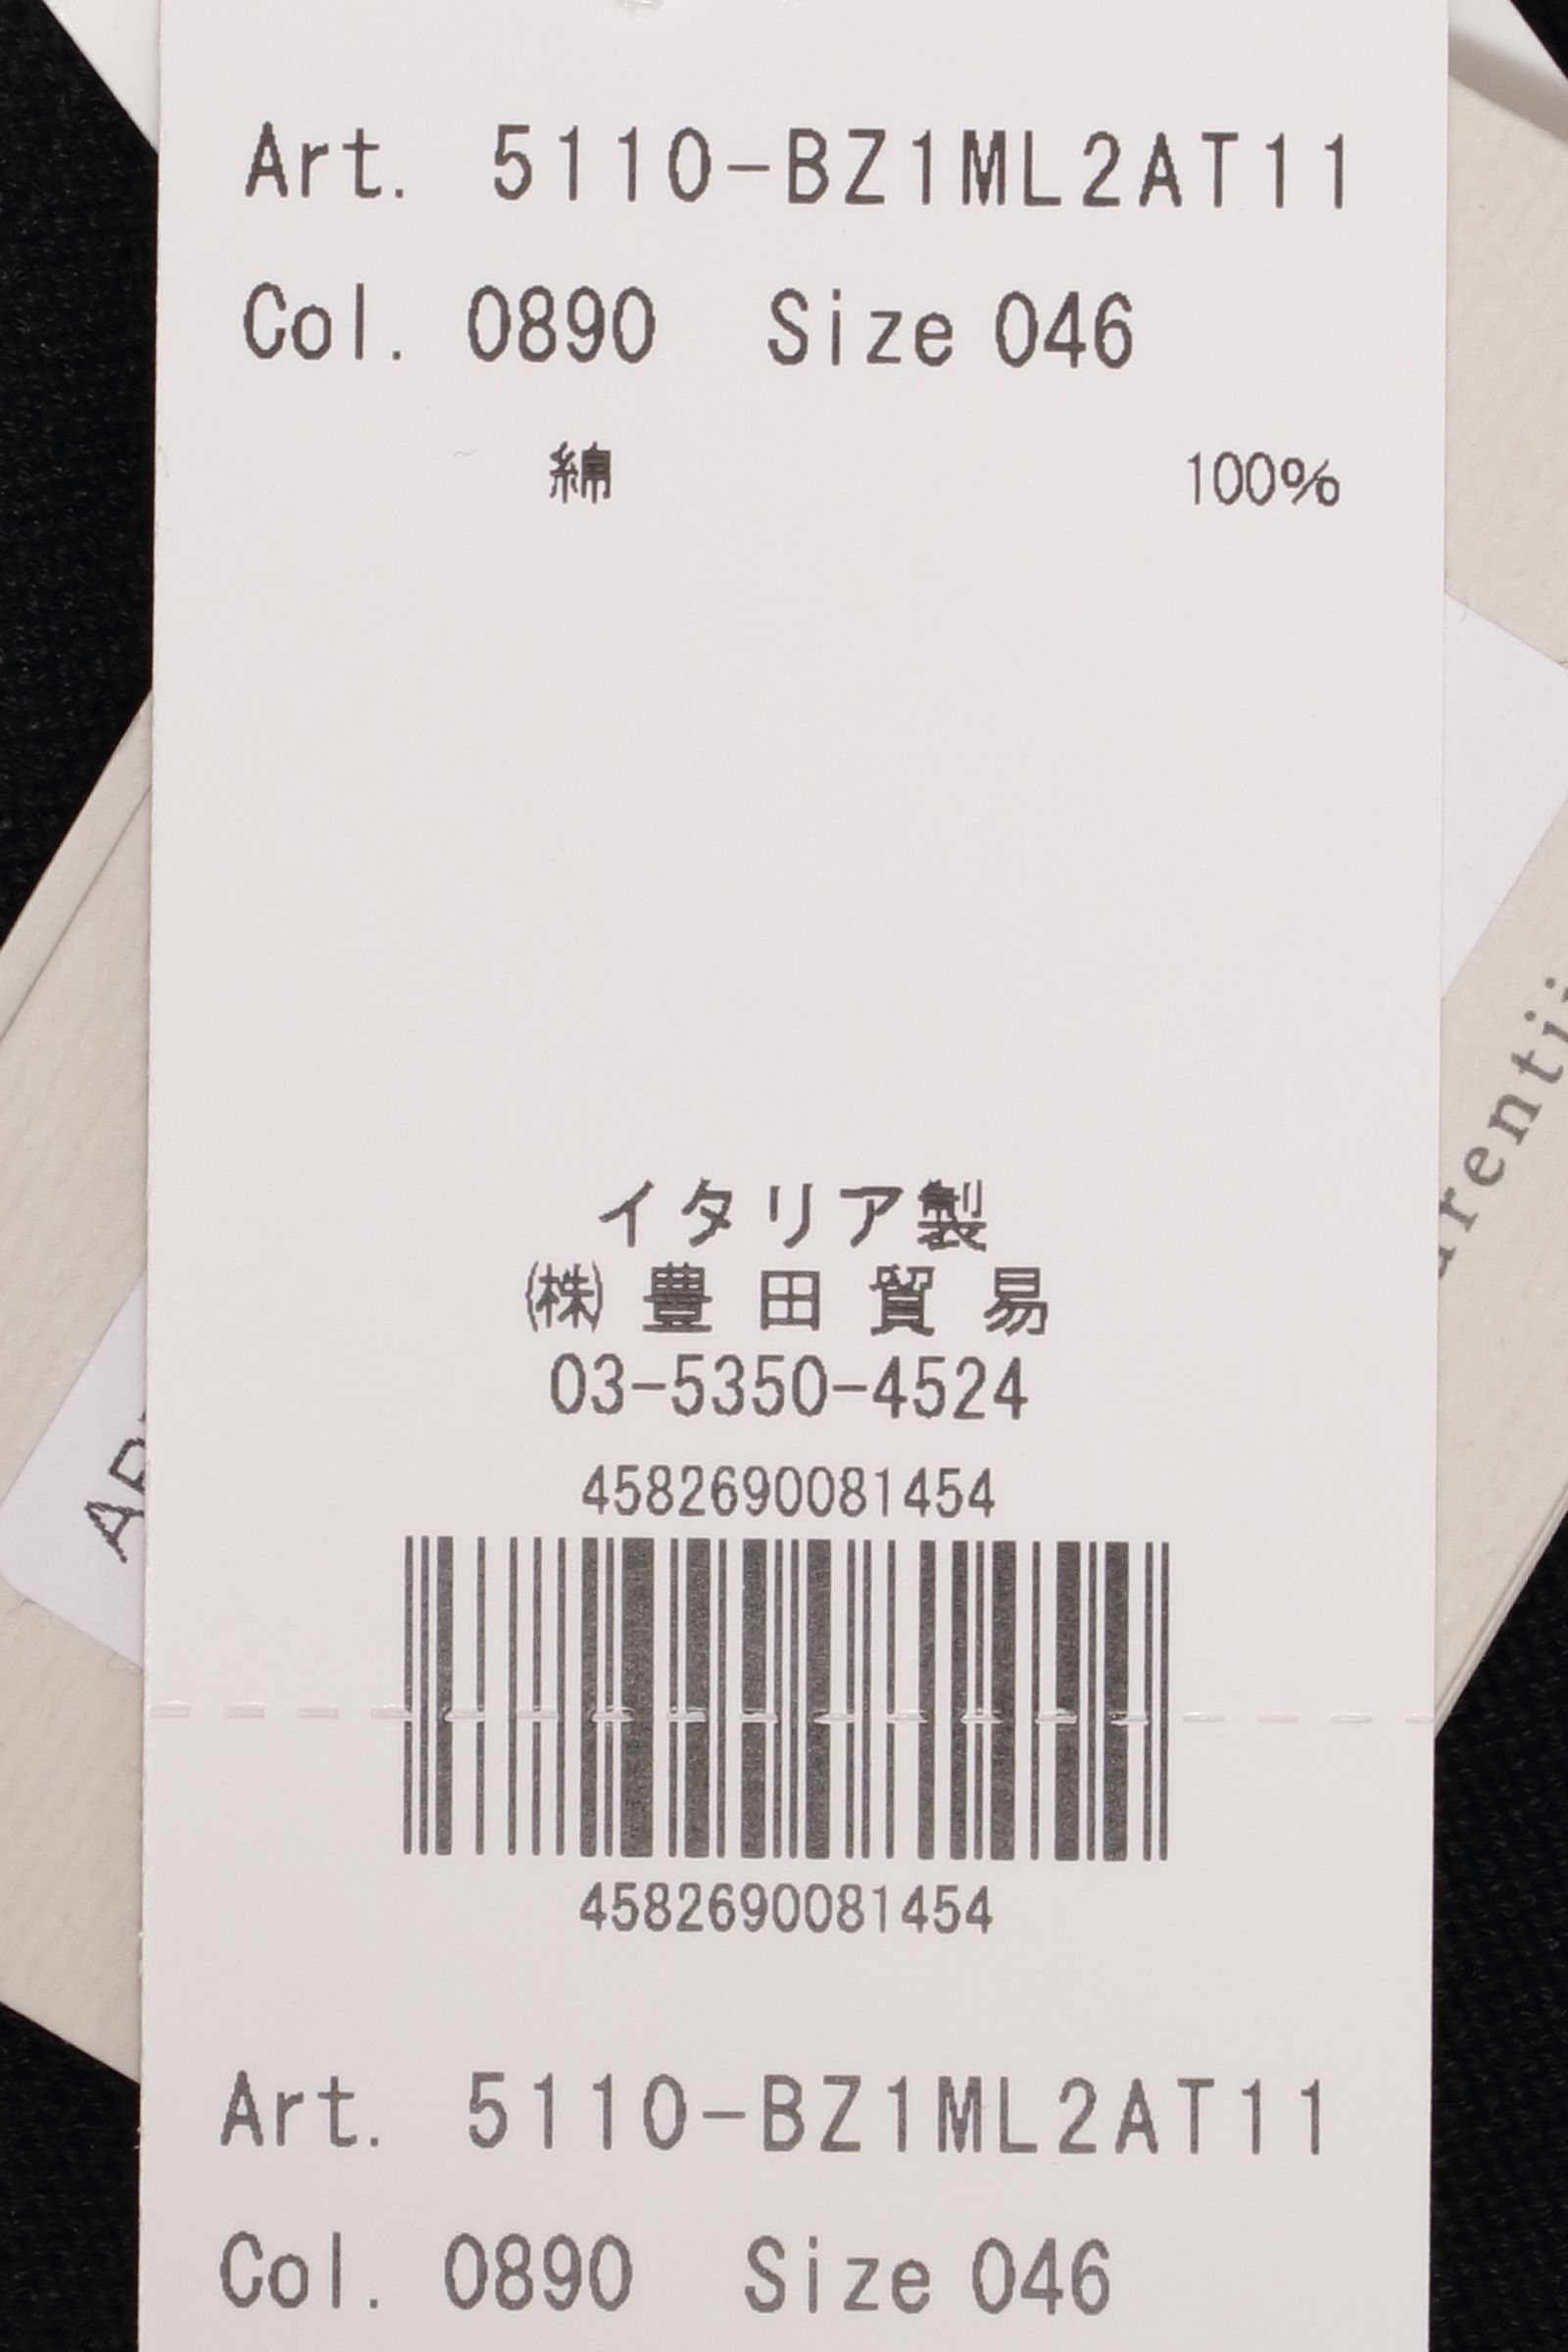 Art. 5110-BZ1ML2AT11
Col. 0890 Size 046
綿 100%
イタリア製
㈱ 豊田貿易
03-5350-4524
4582690081454
4582690081454
Art. 5110-BZ1ML2AT11
Col. 0890 Size 046